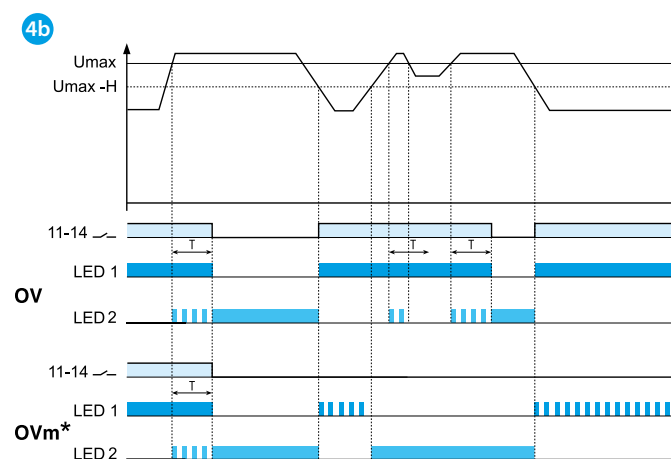 4b
Umax
Umax -H
11-14
T T T
LED 1
OV
LED 2
11-14
T
LED 1
OVm*
LED 2